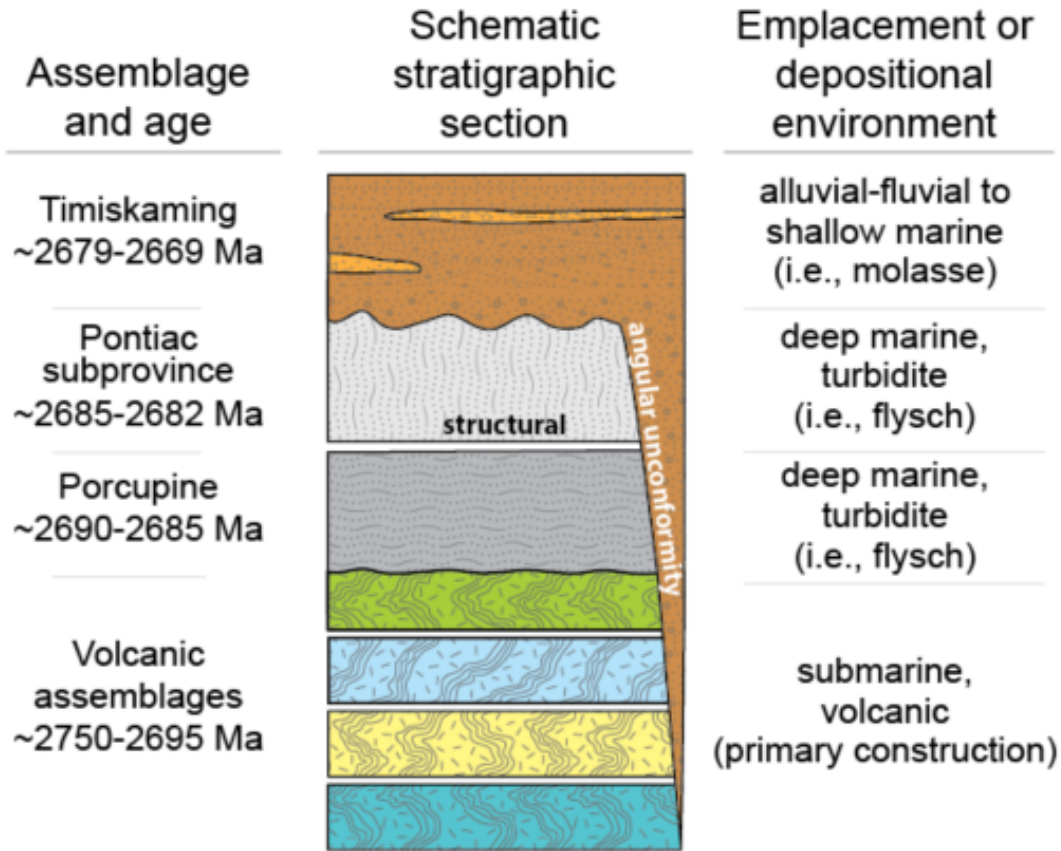 Assemblage
and age
Schematic
stratigraphic
section
Emplacement or
depositional
environment
Timiskaming
~2679-2669 Ma
alluvial-fluvial to
shallow marine
(i.e., molasse)
Pontiac
subprovince
~2685-2682 Ma
structural
angular unconformity
deep marine,
turbidite
(i.e., flysch)
Porcupine
~2690-2685 Ma
deep marine,
turbidite
(i.e., flysch)
Volcanic
assemblages
~2750-2695 Ma
submarine,
volcanic
(primary construction)